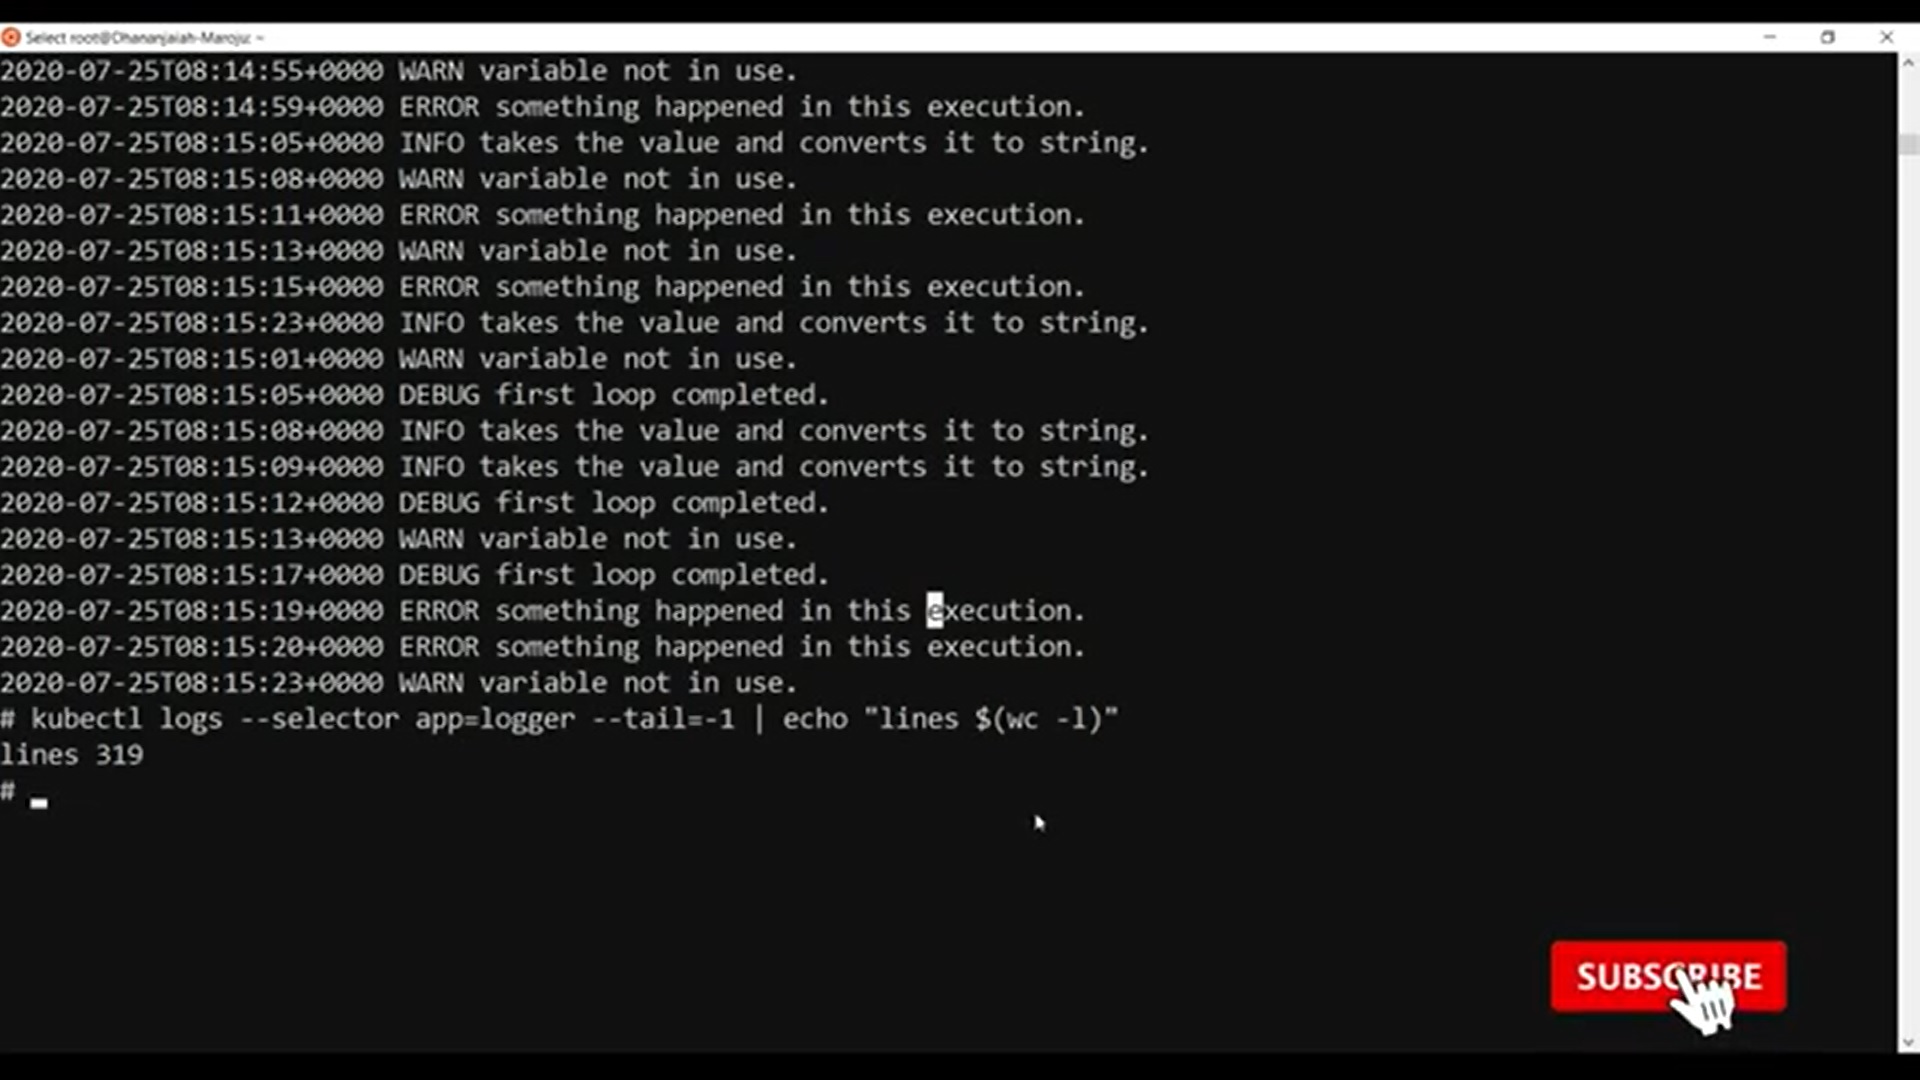 Select root@Dhananjaiah-Maroju: ~
2020-07-25T08:14:55+0000 WARN variable not in use.
2020-07-25T08:14:59+0000 ERROR something happened in this execution.
2020-07-25T08:15:05+0000 INFO takes the value and converts it to string.
2020-07-25T08:15:08+0000 WARN variable not in use.
2020-07-25T08:15:11+0000 ERROR something happened in this execution.
2020-07-25T08:15:13+0000 WARN variable not in use.
2020-07-25T08:15:15+0000 ERROR something happened in this execution.
2020-07-25T08:15:23+0000 INFO takes the value and converts it to string.
2020-07-25T08:15:01+0000 WARN variable not in use.
2020-07-25T08:15:05+0000 DEBUG first loop completed.
2020-07-25T08:15:08+0000 INFO takes the value and converts it to string.
2020-07-25T08:15:09+0000 INFO takes the value and converts it to string.
2020-07-25T08:15:12+0000 DEBUG first loop completed.
2020-07-25T08:15:13+0000 WARN variable not in use.
2020-07-25T08:15:17+0000 DEBUG first loop completed.
2020-07-25T08:15:19+0000 ERROR something happened in this execution.
2020-07-25T08:15:20+0000 ERROR something happened in this execution.
2020-07-25T08:15:23+0000 WARN variable not in use.
# kubectl logs --selector app=logger --tail=-1 | echo "lines $(wc -l)"
lines 319
#
SUBSCRIBE